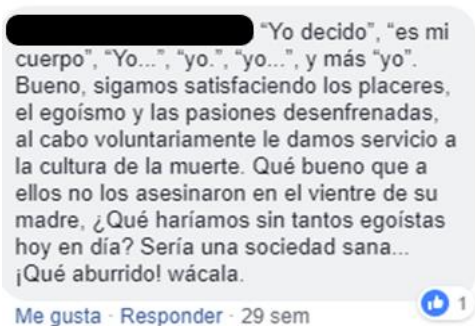 “Yo decido”, “es mi
cuerpo”, “Yo...”, “yo.”, “yo...”, y más “yo”.
Bueno, sigamos satisfaciendo los placeres,
el egoísmo y las pasiones desenfrenadas,
al cabo voluntariamente le damos servicio a
la cultura de la muerte. Qué bueno que a
ellos no los asesinaron en el vientre de su
madre, ¿Qué haríamos sin tantos egoístas
hoy en día? Sería una sociedad sana...
¡Qué aburrido! wácala.
1
Me gusta · Responder · 29 sem